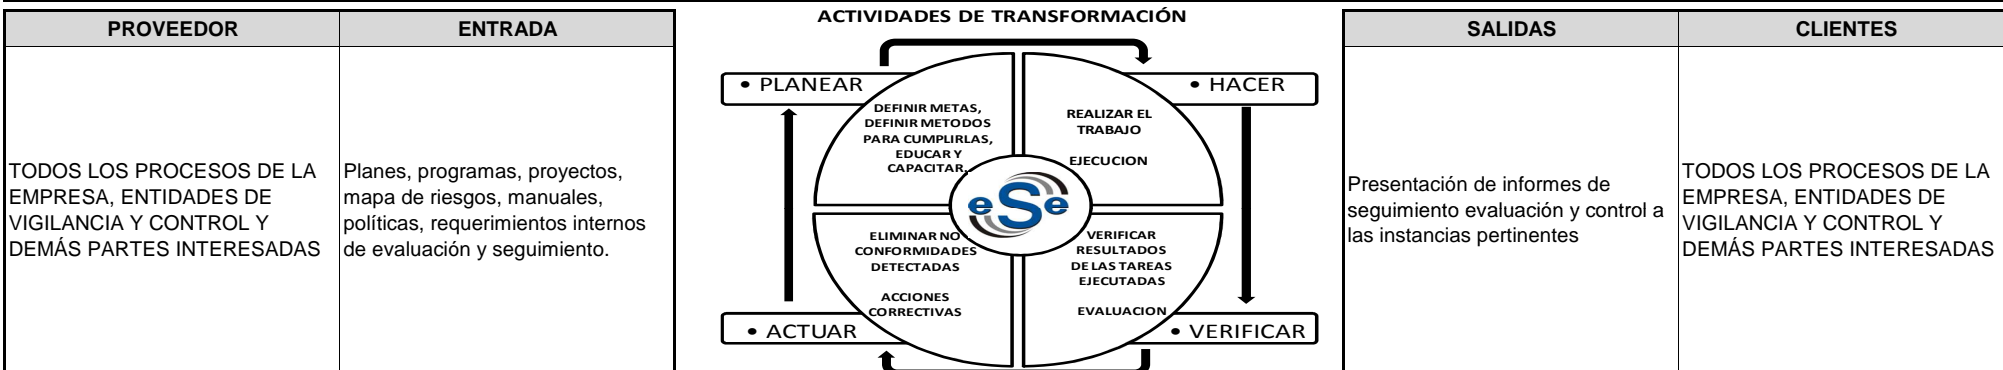 PROVEEDOR
ENTRADA
TODOS LOS PROCESOS DE LA
EMPRESA, ENTIDADES DE
VIGILANCIA Y CONTROL Y
DEMÁS PARTES INTERESADAS
Planes, programas, proyectos,
mapa de riesgos, manuales,
políticas, requerimientos internos
de evaluación y seguimiento.
ACTIVIDADES DE TRANSFORMACIÓN
• PLANEAR
DEFINIR METAS,
DEFINIR METODOS
PARA CUMPLIRLAS,
EDUCAR Y
CAPACITAR.
• HACER
REALIZAR EL
TRABAJO
EJECUCION
eSe
ELIMINAR NO
CONFORMIDADES
DETECTADAS
ACCIONES
CORRECTIVAS
• ACTUAR
VERIFICAR
RESULTADOS
DE LAS TAREAS
EJECUTADAS
EVALUACION
• VERIFICAR
SALIDAS
CLIENTES
Presentación de informes de
seguimiento evaluación y control a
las instancias pertinentes
TODOS LOS PROCESOS DE LA
EMPRESA, ENTIDADES DE
VIGILANCIA Y CONTROL Y
DEMÁS PARTES INTERESADAS